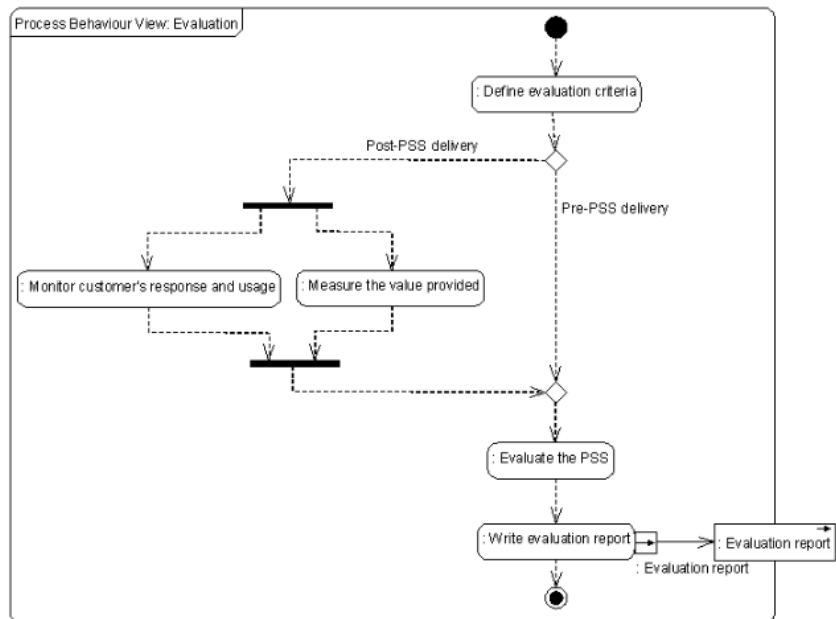 Process Behaviour View: Evaluation
: Define evaluation criteria
Post-PSS delivery
Pre-PSS delivery
: Monitor customer's response and usage
: Measure the value provided
: Evaluate the PSS
: Write evaluation report
: Evaluation report
: Evaluation report